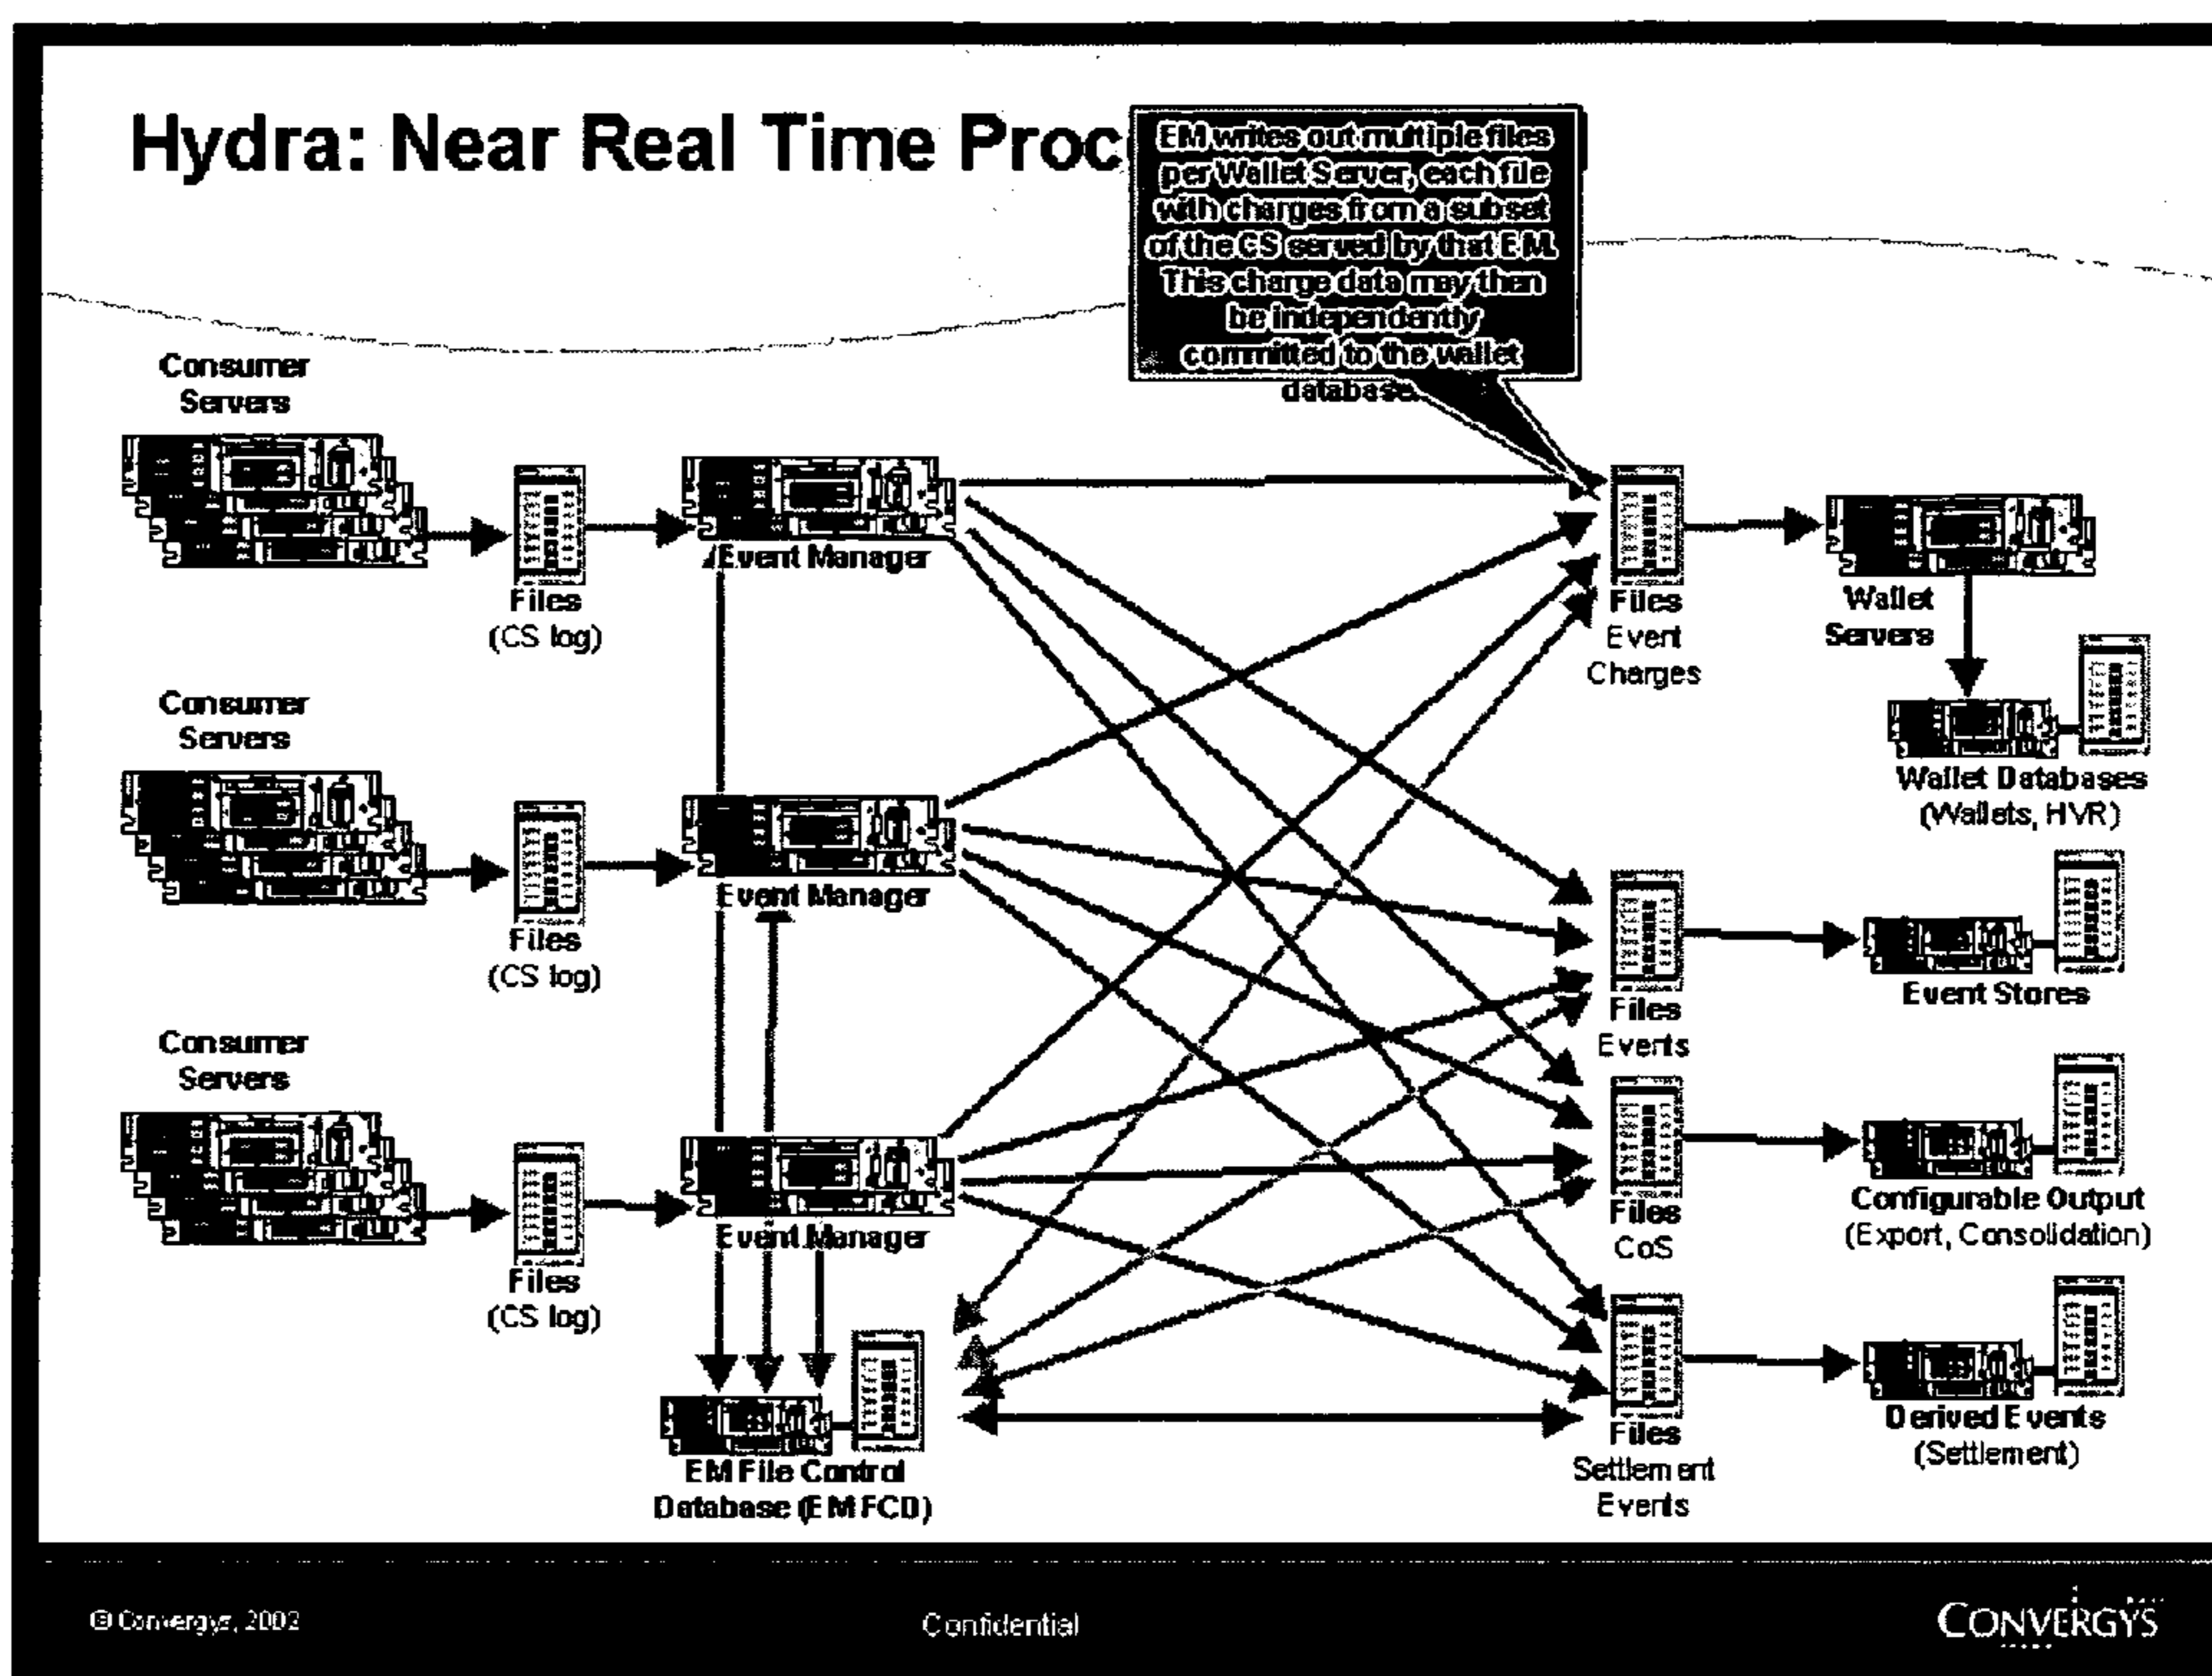 Hydra: Near Real Time Proc
EM writes out multiple files
per Wallet Server, each file
with charges from a subset
of the CS served by that EM.
This charge data may then
be independently
committed to the wallet
database.
Consumer
Servers
Files
(CS log)
Event Manager
Files
Event
Charges
Wallet
Servers
Wallet Databases
(Wallets, HVR)
Consumer
Servers
Files
(CS log)
Event Manager
Files
Events
Event Stores
Consumer
Servers
Files
(CS log)
Event Manager
Files
CoS
Configurable Output
(Export, Consolidation)
EM File Control
Database (EM FCD)
Files
Settlement
Events
Derived Events
(Settlement)
© Convergys, 2002
Confidential
CONVERGYS